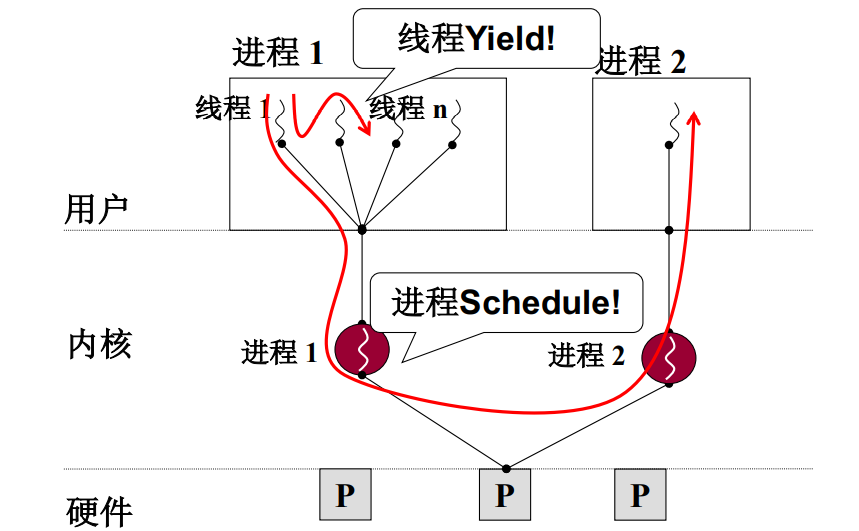 线程Yield!
进程 1
进程 2
线程 1
线程 n
用户
进程Schedule!
内核
进程 1
进程 2
P
P
P
硬件